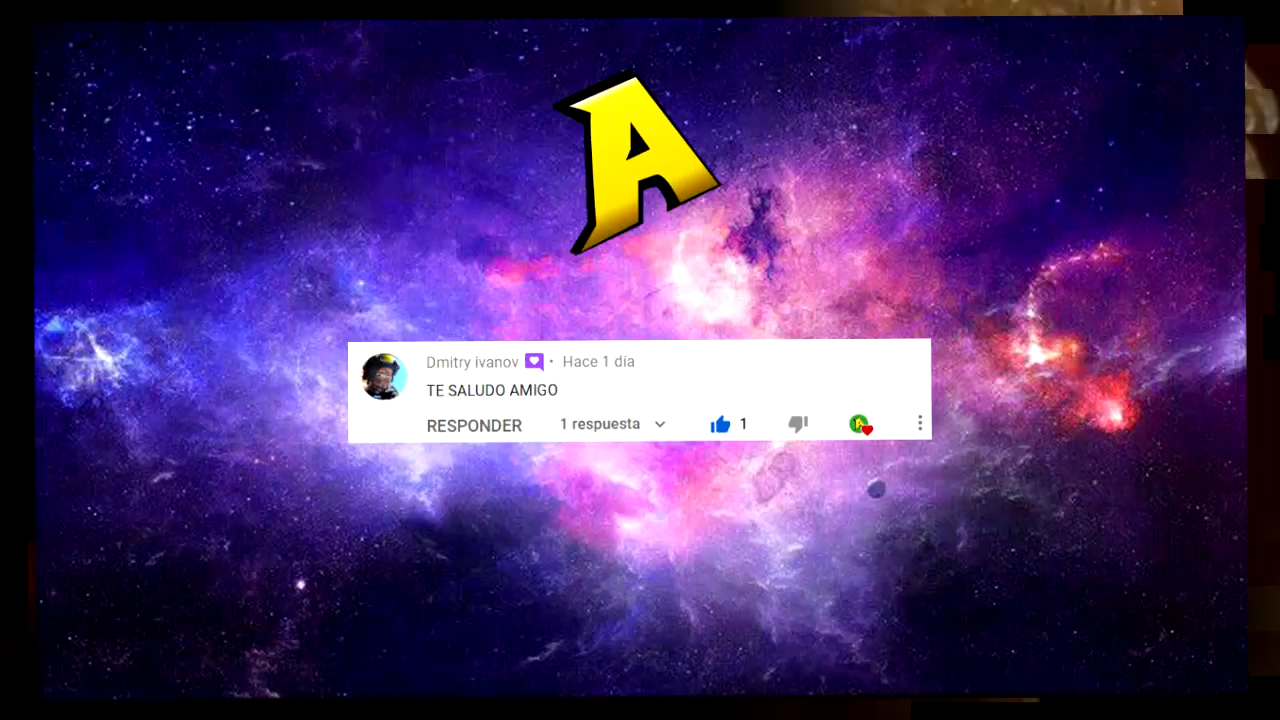 A
Dmitry ivanov • Hace 1 día
TE SALUDO AMIGO
RESPONDER 1 respuesta 1